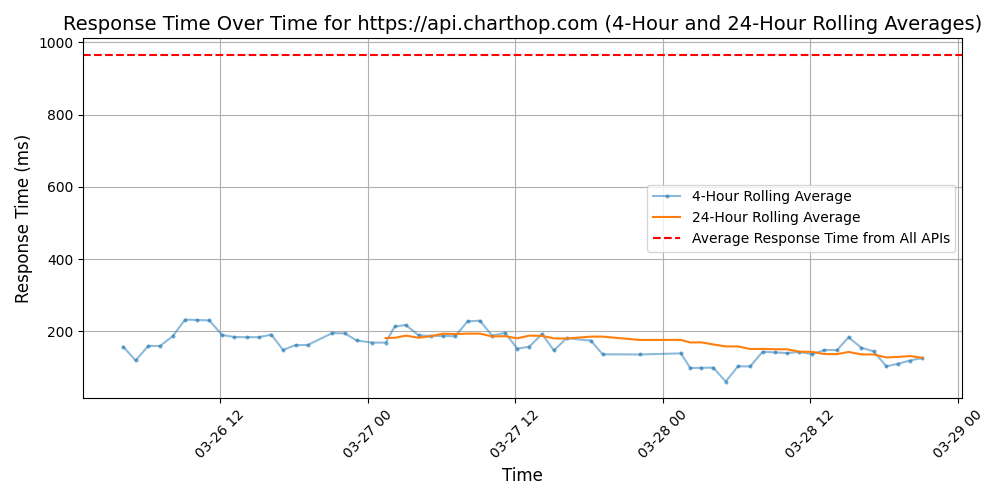 Response Time Over Time for https://api.charthop.com (4-Hour and 24-Hour Rolling Averages)
Response Time (ms)
1000
800
600
400
200
4-Hour Rolling Average
24-Hour Rolling Average
Average Response Time from All APIs
03-26 12
03-27 00
03-27 12
03-28 00
03-28 12
03-29 00
Time